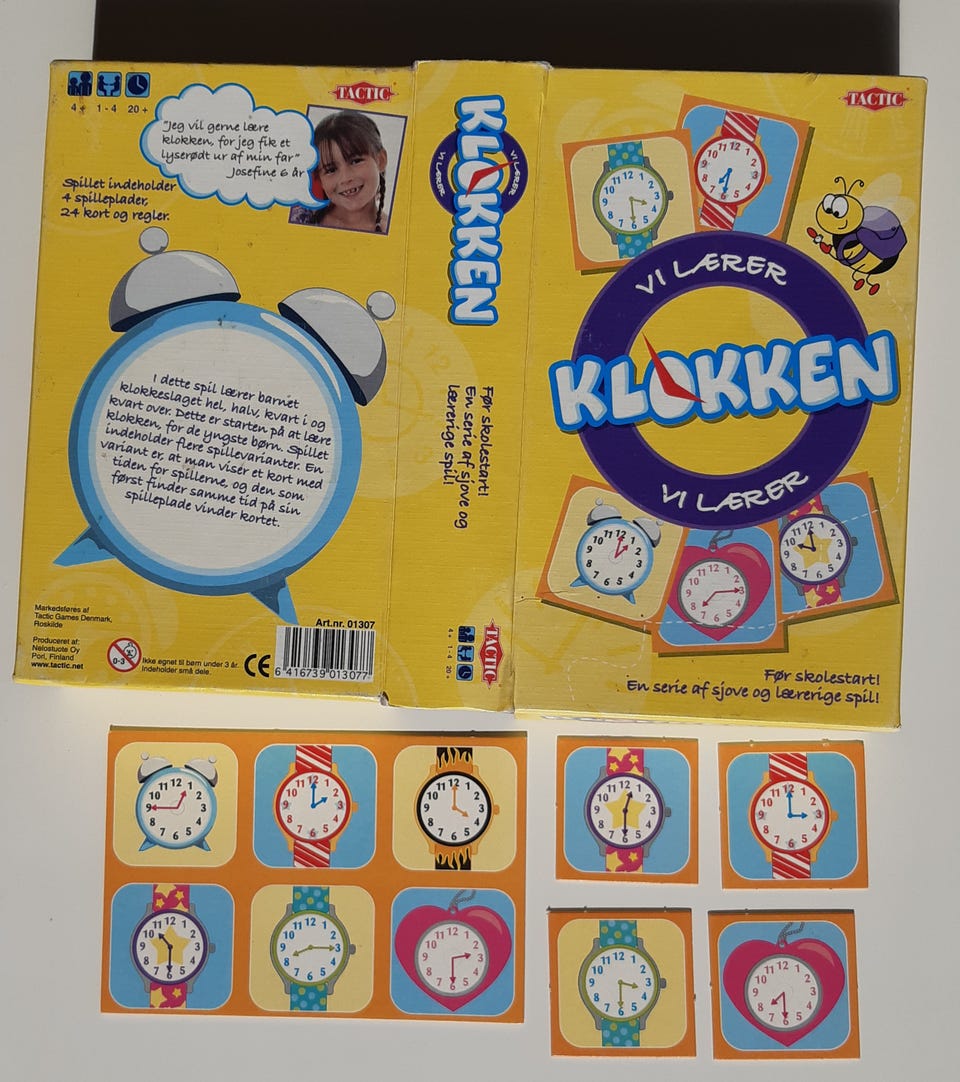 4+ 1-4 20+
"Jeg vil gerne lære
klokken, for jeg fik et
lyserødt ur af min far"
Josefine 6 år
TACTIC
Spillet indeholder
4 spilleplader,
24 kort og regler.
I dette spil lærer barnet
klokkeslaget hel, halv, kvart i og
kvart over. Dette er starten på at lære
klokken, for de yngste børn. Spillet
indeholder flere spillevarianter. En
variant er, at man viser et kort med
tiden for spillerne, og den som
først finder samme tid på sin
spilleplade vinder kortet.
Markedsføres af
Tactic Games Denmark,
Roskilde
Produceret af:
Nelostuote Oy
Pori, Finland
www.tactic.net
0-3
Ikke egnet til børn under 3 år.
Indeholder små dele.
CE
Art.nr. 01307
6 416739 013077
VI LÆRER
KLOKKEN
VI LÆRER
Før skolestart!
En serie af sjove og
lærerige spil!
4+ 1-4 20+
TACTIC
TACTIC
VI LÆRER
KLOKKEN
VI LÆRER
Før skolestart!
En serie af sjove og lærerige spil!